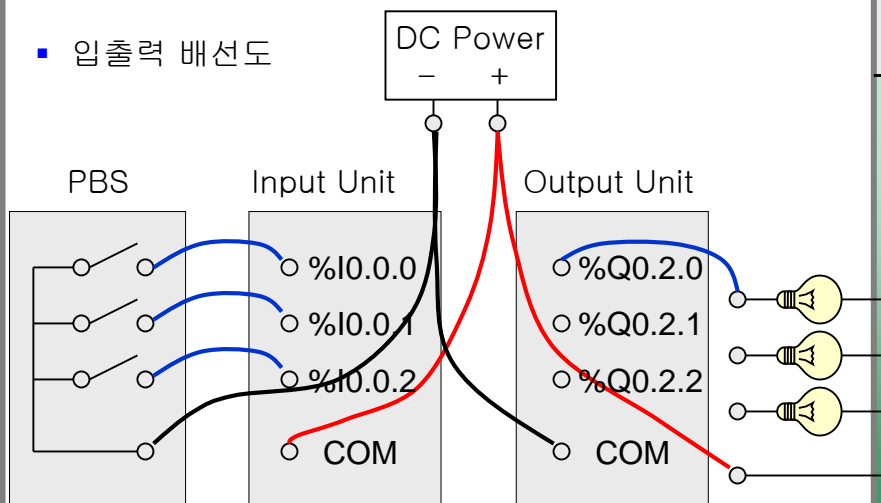 ▪ 입출력 배선도
DC Power
− +
PBS
Input Unit
Output Unit
%I0.0.0
%I0.0.1
%I0.0.2
COM
%Q0.2.0
%Q0.2.1
%Q0.2.2
COM